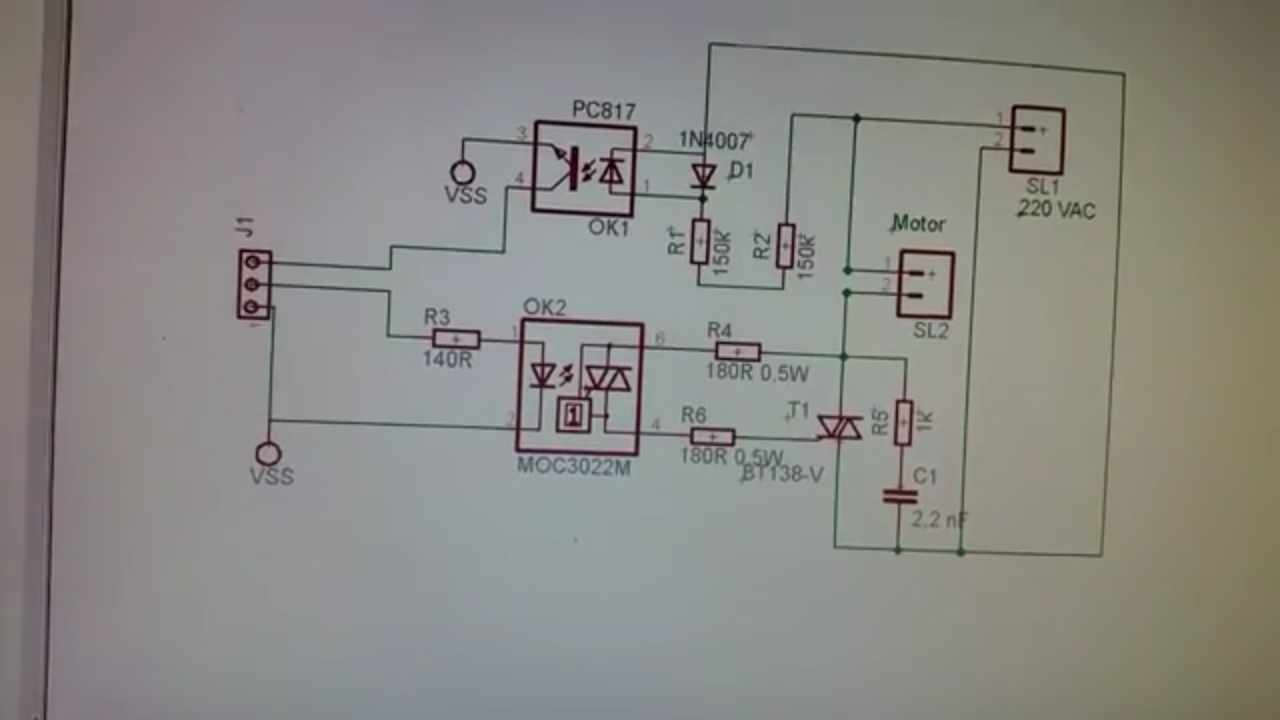 PC817
3
2
1N4007
D1
VSS
4
1
OK1
1
2
SL1
220 VAC
J1
R1
150K
R2
150K
Motor
1
2
SL2
1
OK2
R3
140R
1
6
R4
180R 0,5W
2
1
4
R6
180R 0,5W
T1
BT138-V
R5
1K
C1
2,2 nF
MOC3022M
VSS